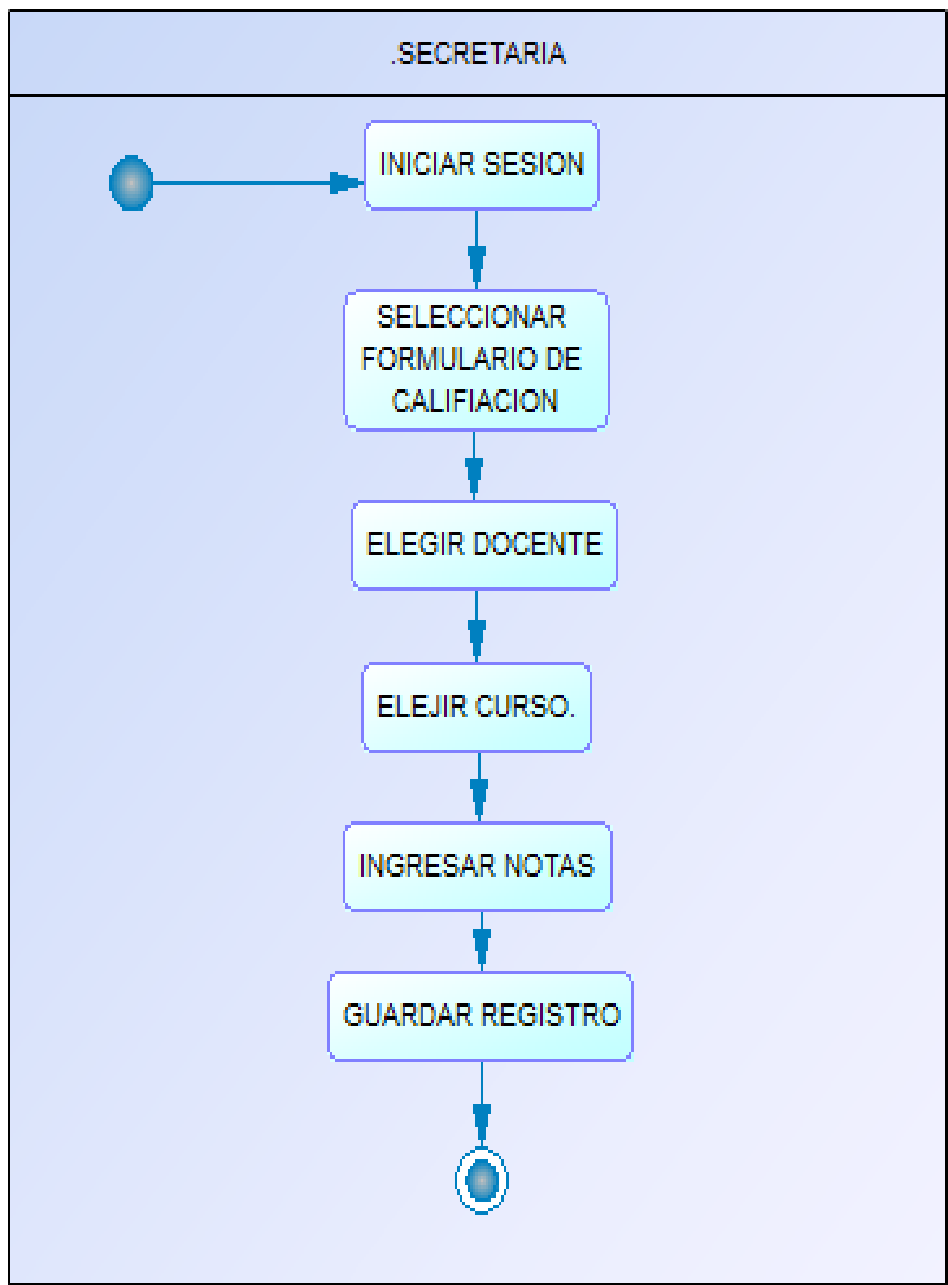 .SECRETARIA
INICIAR SESION
SELECCIONAR
FORMULARIO DE
CALIFIACION
ELEGIR DOCENTE
ELEJIR CURSO.
INGRESAR NOTAS
GUARDAR REGISTRO